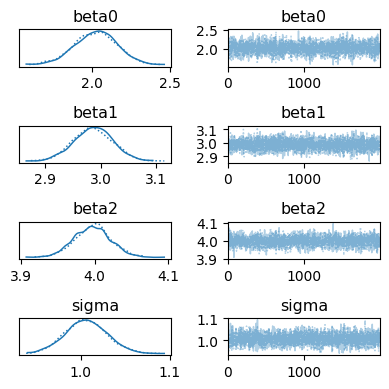 beta0 beta0
2.5
2.0
2.0 2.5 0 1000
beta1 beta1
3.1
3.0
2.9
2.9 3.0 3.1 0 1000
beta2 beta2
4.1
4.0
3.9
3.9 4.0 4.1 0 1000
sigma sigma
1.1
1.0
1.0 1.1 0 1000